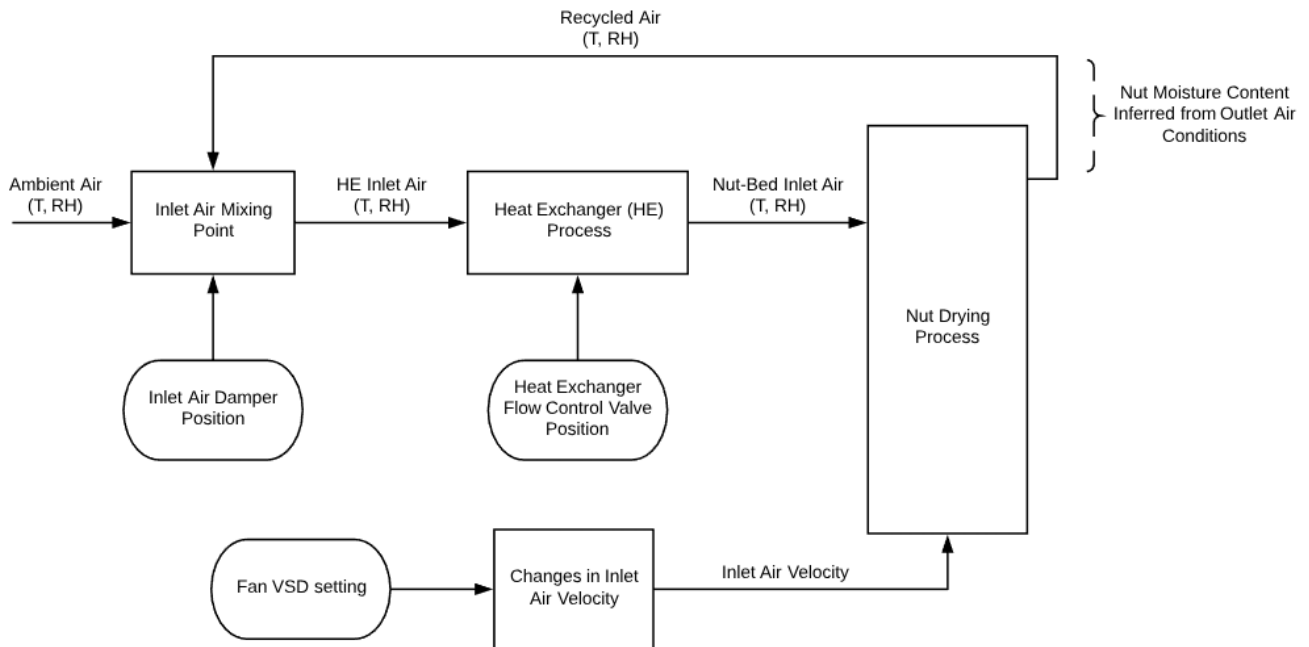 Recycled Air
(T, RH)
Nut Moisture Content
Inferred from Outlet Air
Conditions
Ambient Air
(T, RH)
Inlet Air Mixing
Point
HE Inlet Air
(T, RH)
Heat Exchanger (HE)
Process
Nut-Bed Inlet Air
(T, RH)
Nut Drying
Process
Inlet Air Damper
Position
Heat Exchanger
Flow Control Valve
Position
Fan VSD setting
Changes in Inlet
Air Velocity
Inlet Air Velocity